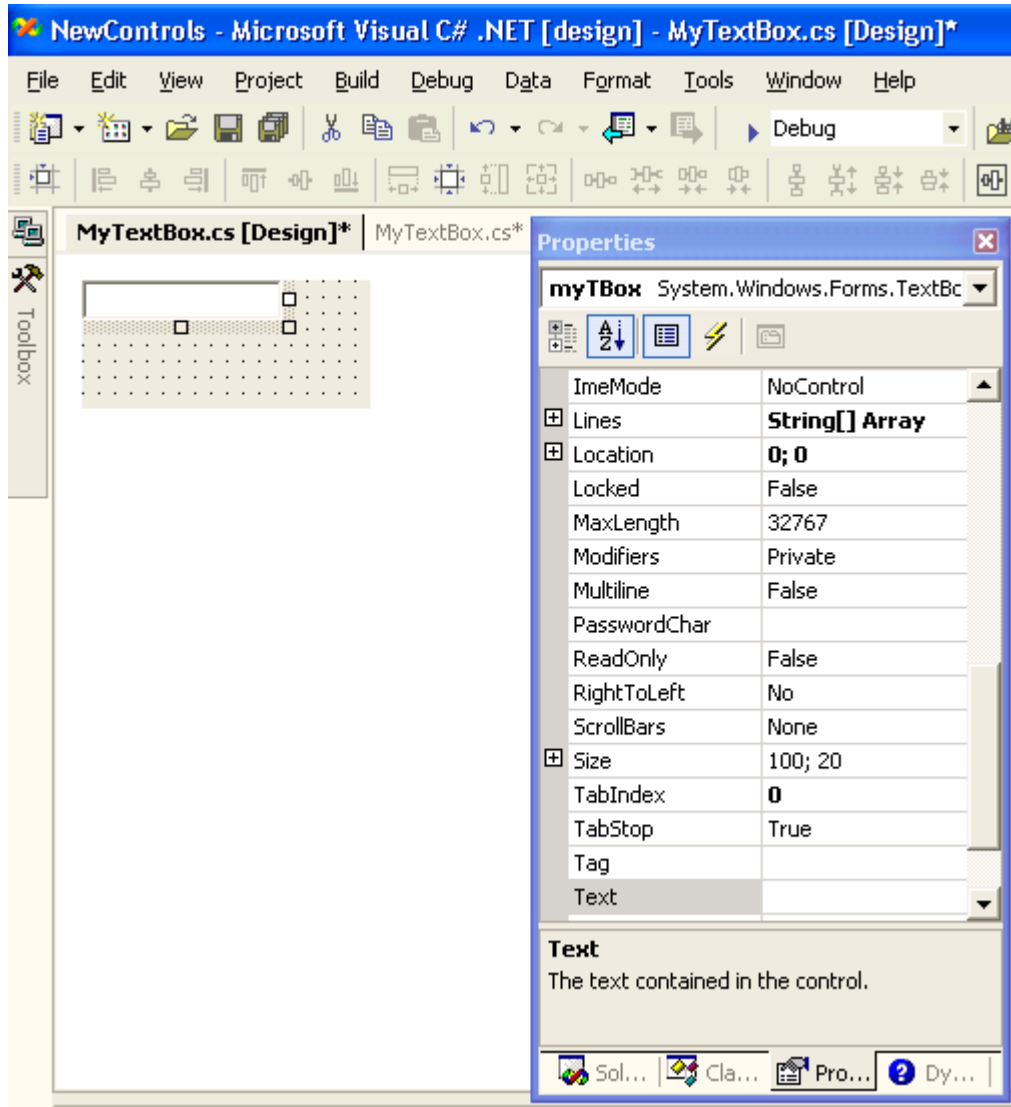 NewControls - Microsoft Visual C# .NET [design] - MyTextBox.cs [Design]*
File Edit View Project Build Debug Data Format Tools Window Help
Debug
MyTextBox.cs [Design]* MyTextBox.cs*
Toolbox
Properties
myTBox System.Windows.Forms.TextBo
A Z
ImeMode NoControl
Lines String[] Array
Location 0; 0
Locked False
MaxLength 32767
Modifiers Private
Multiline False
PasswordChar
ReadOnly False
RightToLeft No
ScrollBars None
Size 100; 20
TabIndex 0
TabStop True
Tag
Text
Text
The text contained in the control.
Sol... Cla... Pro... Dy...